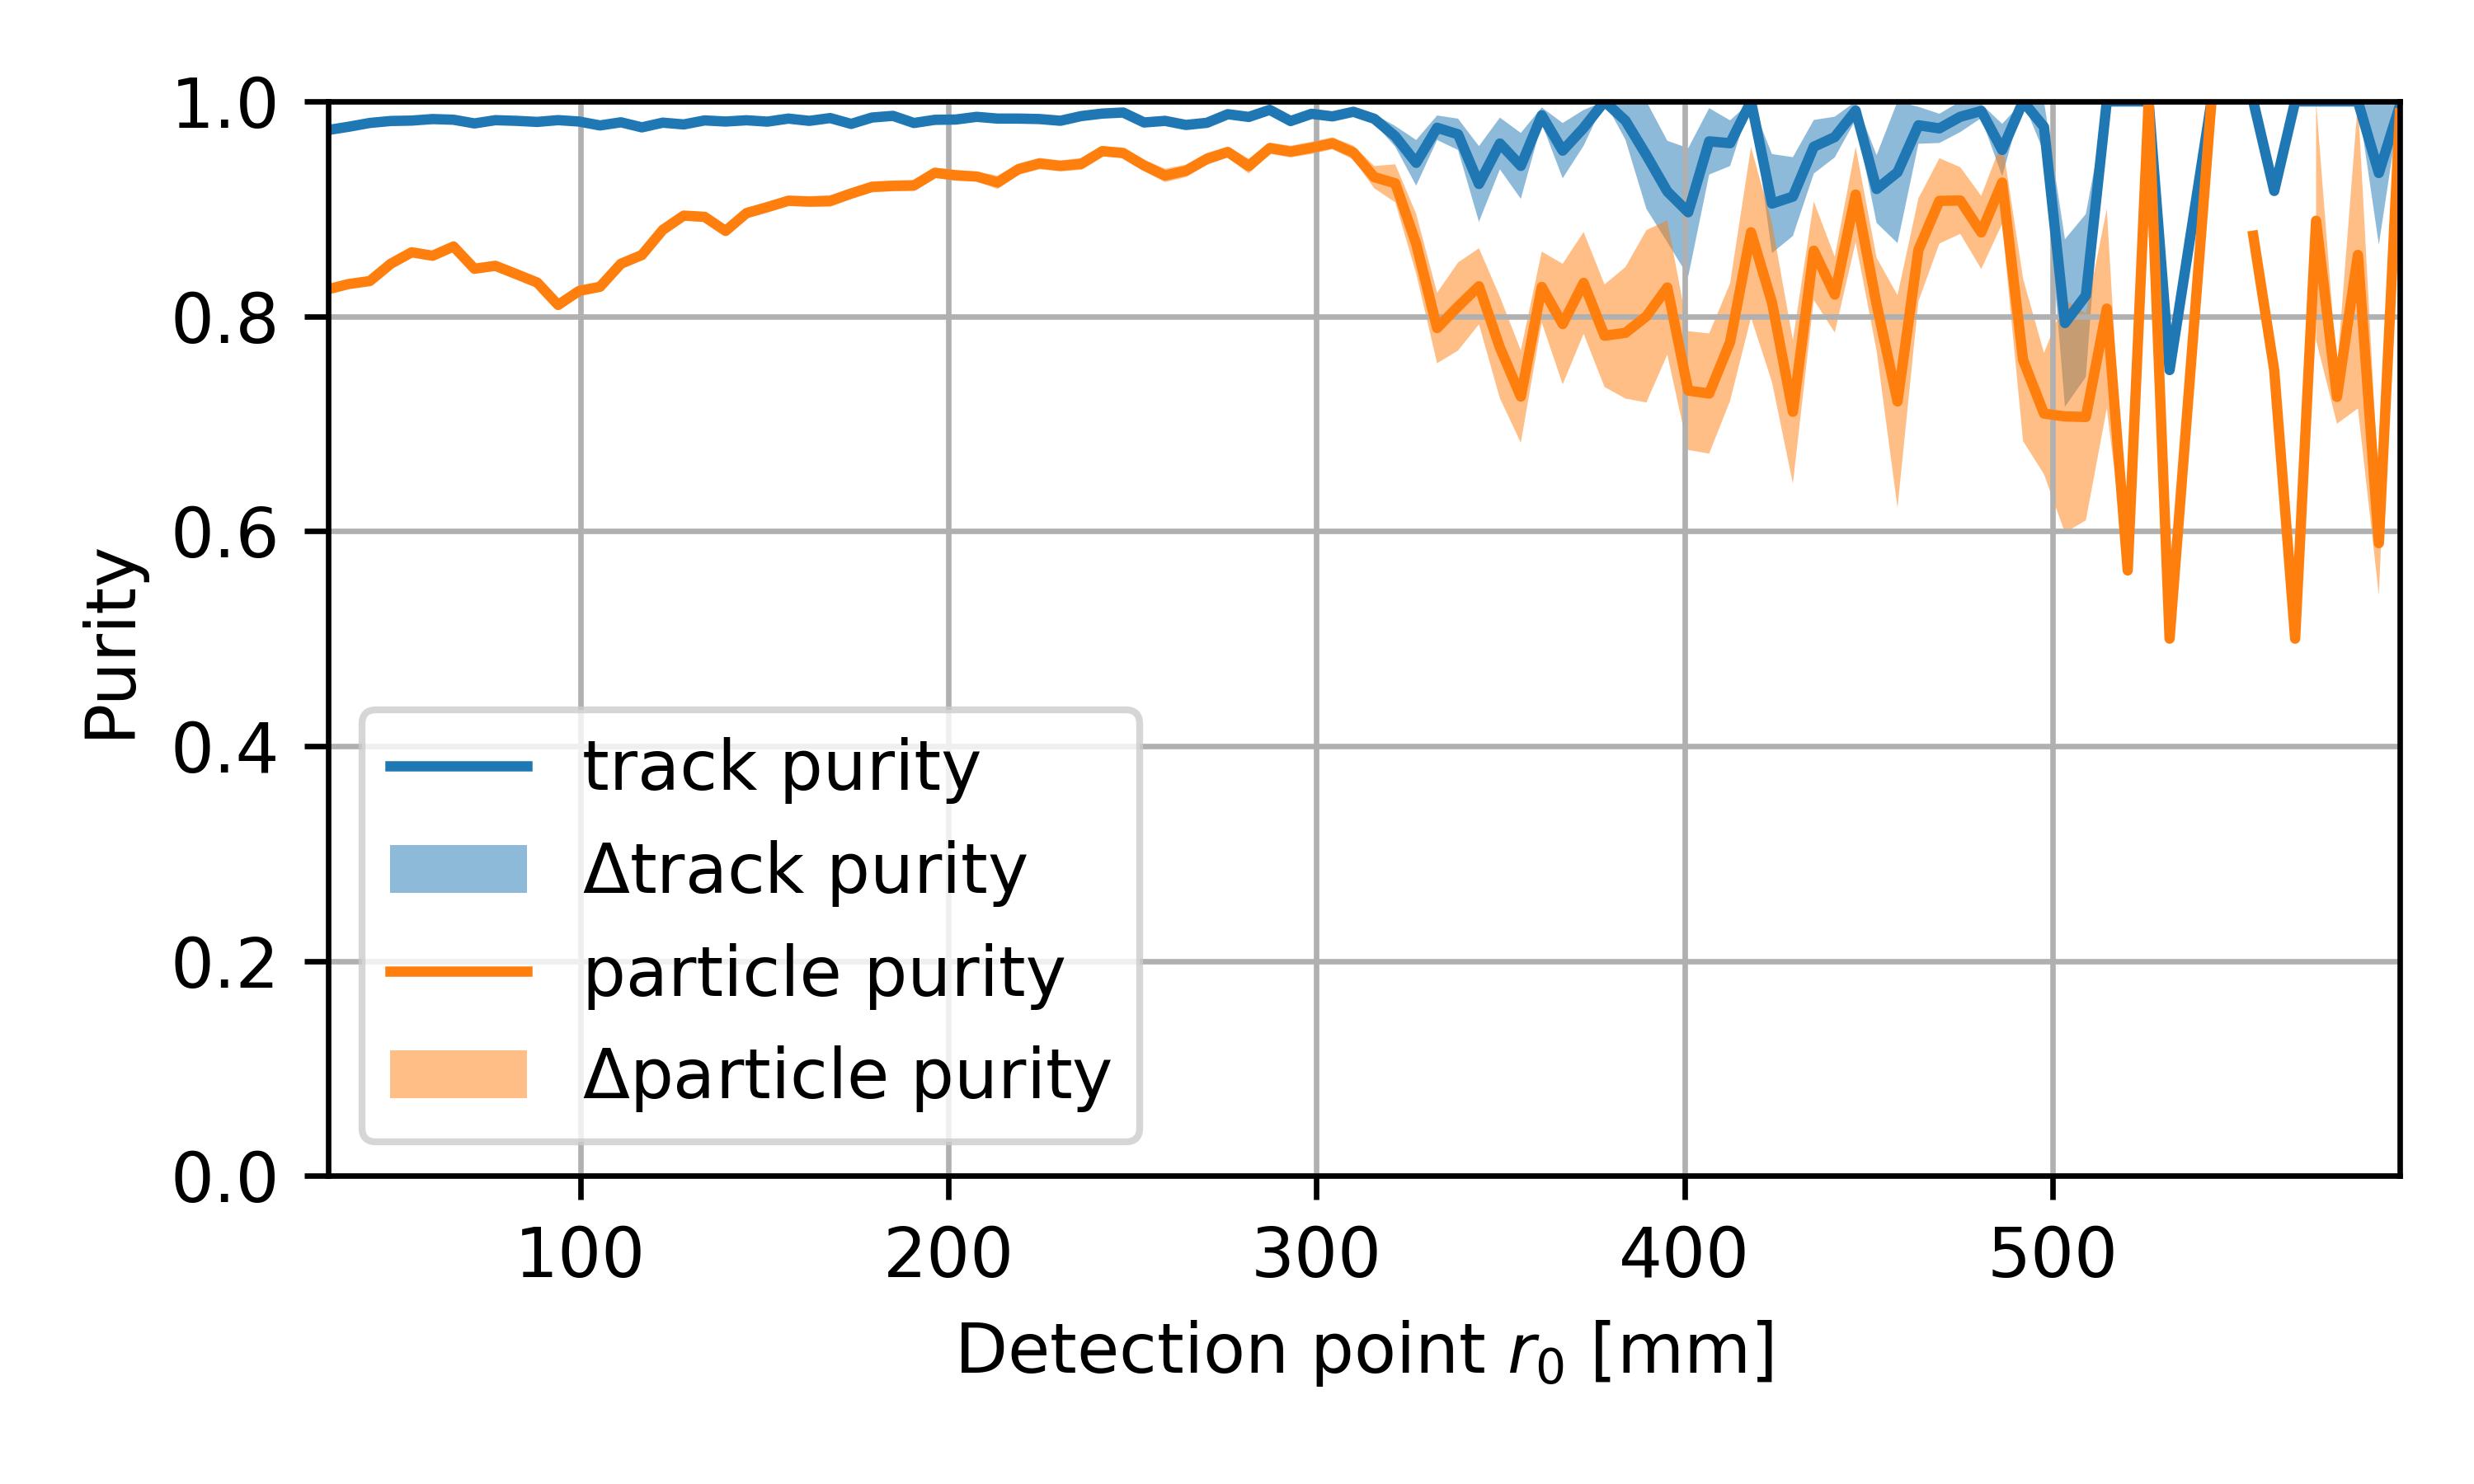 1.0
0.8
0.6
0.4
0.2
0.0
Purity
track purity
Δtrack purity
particle purity
Δparticle purity
100 200 300 400 500
Detection point r₀ [mm]